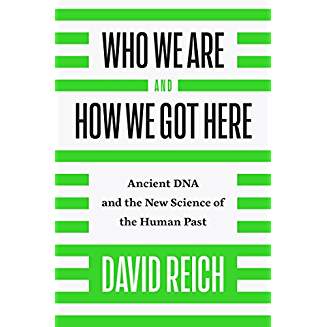 WHO WE ARE
AND
HOW WE GOT HERE
Ancient DNA
and the New Science of
the Human Past
DAVID REICH